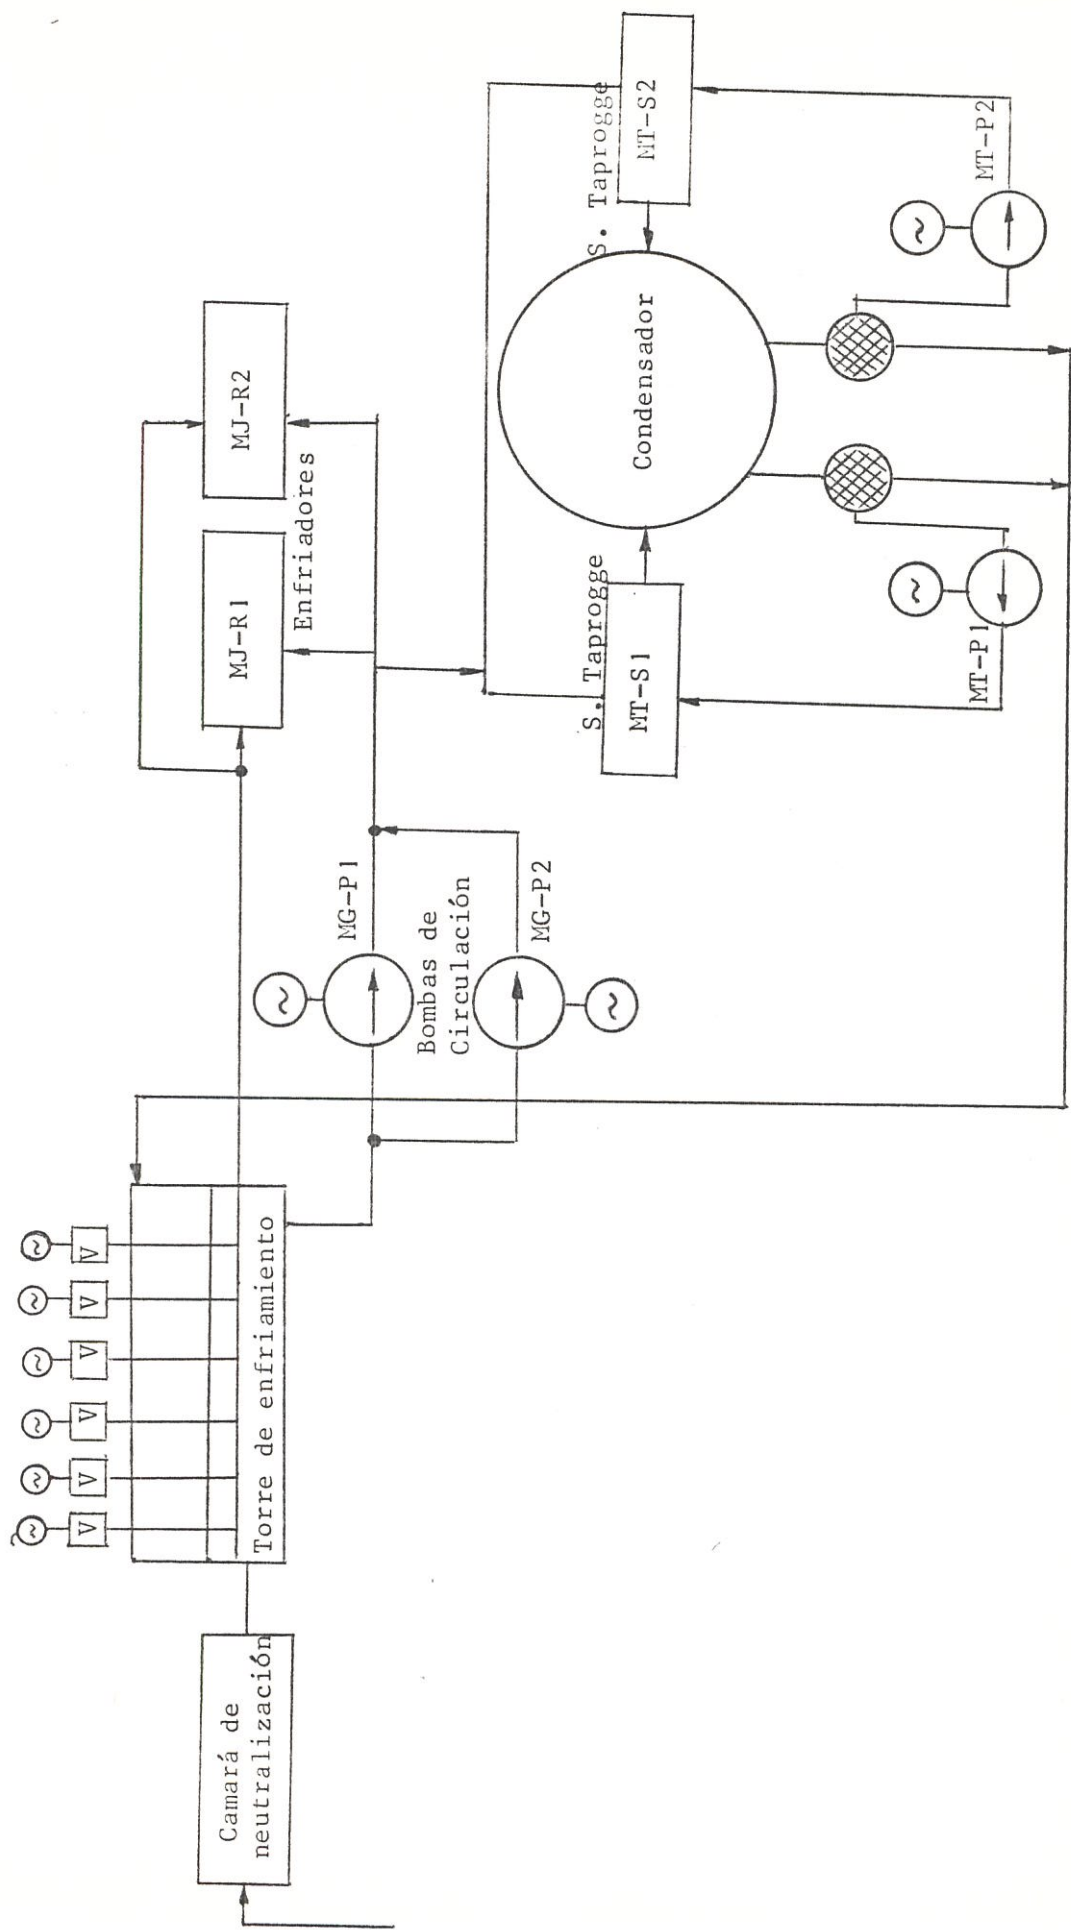 Camará de
neutralización
Torre de enfriamiento
V
V
V
V
V
V
MG-P1
Bombas de
Circulación
MG-P2
MJ-R1
MJ-R2
Enfriadores
S. Taprogge
MT-S1
MT-P1
Condensador
S. Taprogge
MT-S2
MT-P2